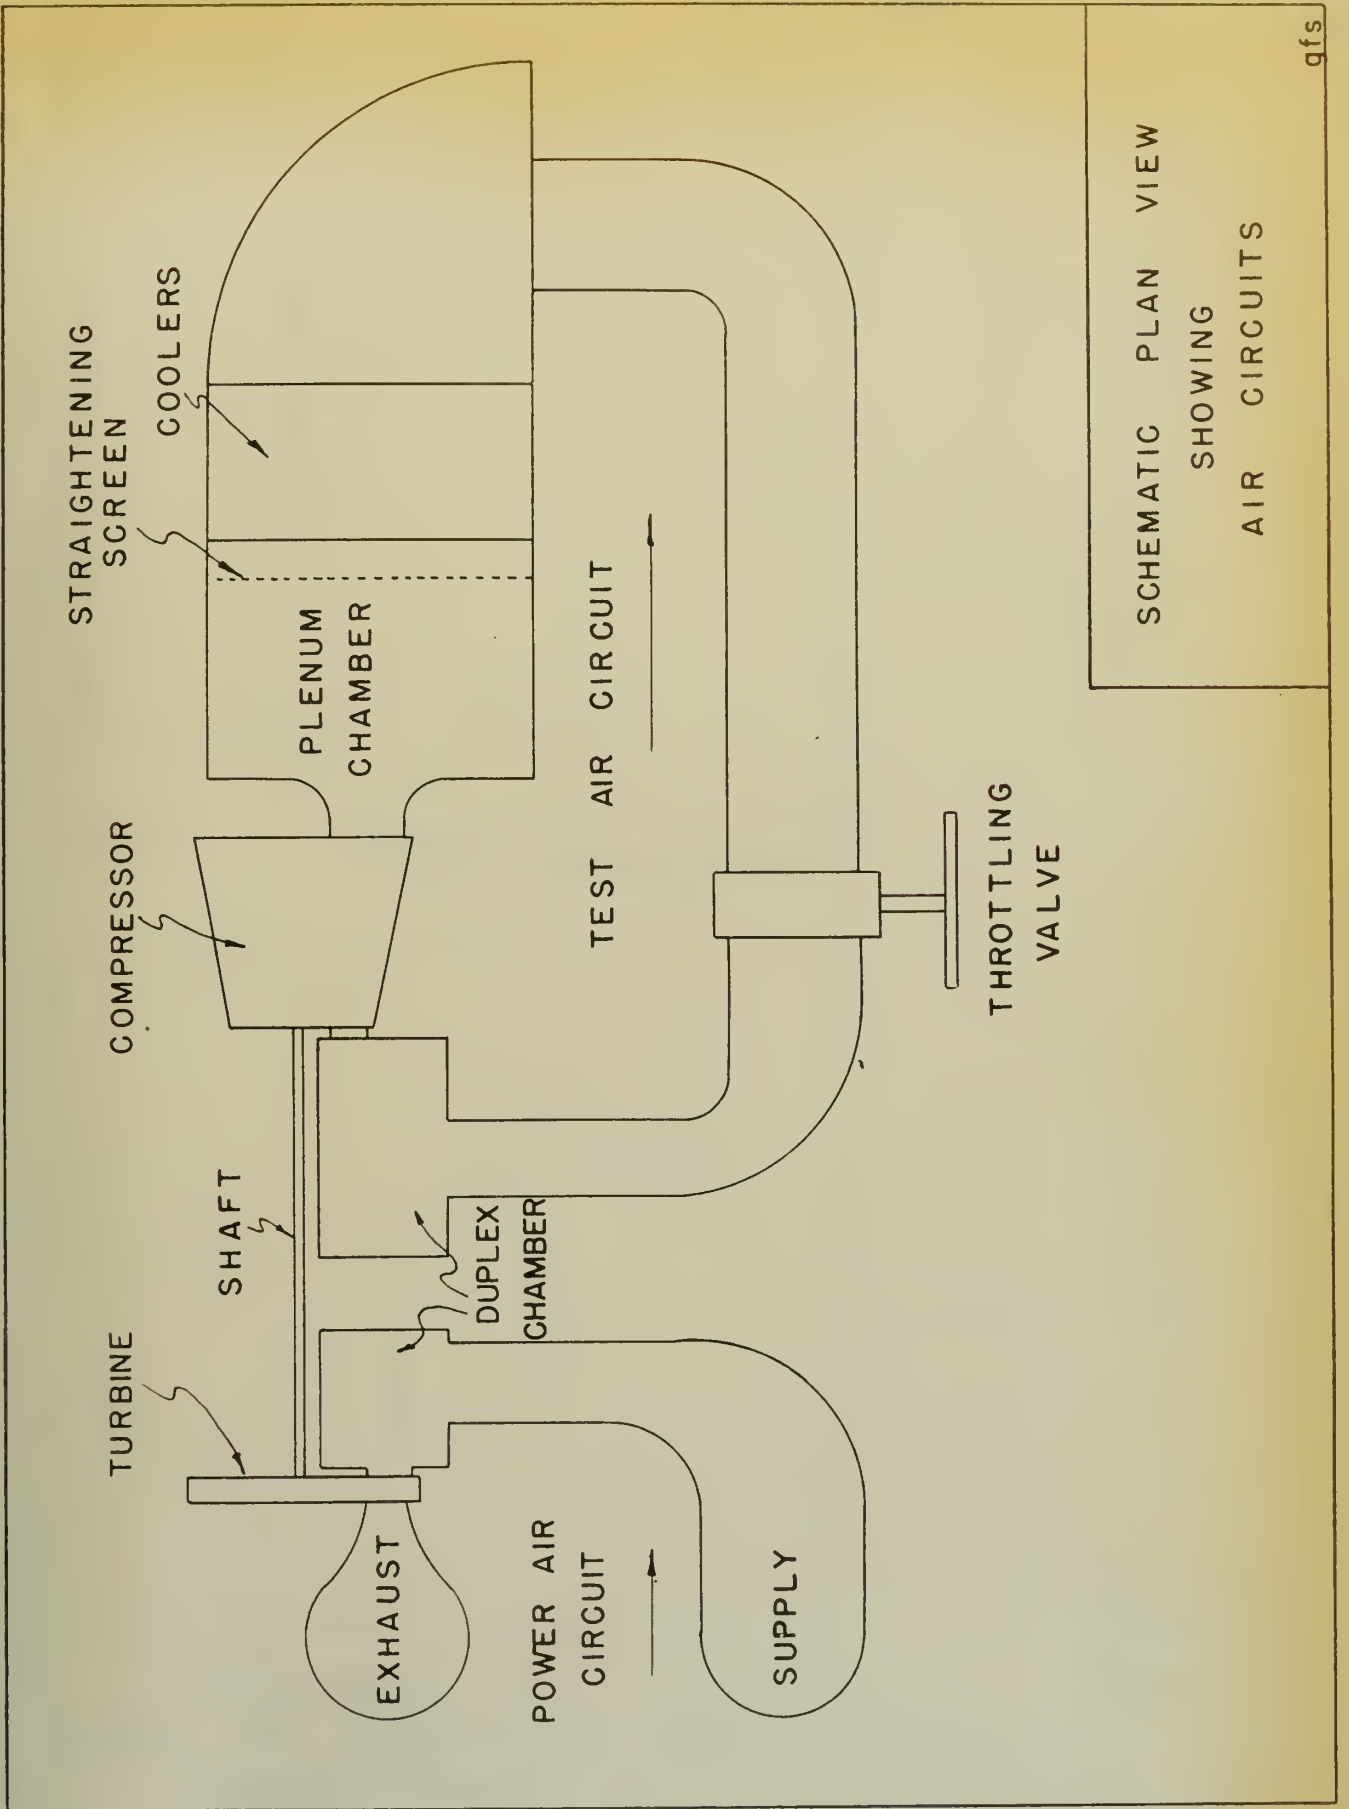 STRAIGHTENING
SCREEN
COOLERS
COMPRESSOR
PLENUM
CHAMBER
SHAFT
TURBINE
DUPLEX
CHAMBER
EXHAUST
TEST AIR CIRCUIT
POWER AIR
CIRCUIT
SUPPLY
THROTTLING
VALVE
SCHEMATIC PLAN VIEW
SHOWING
AIR CIRCUITS